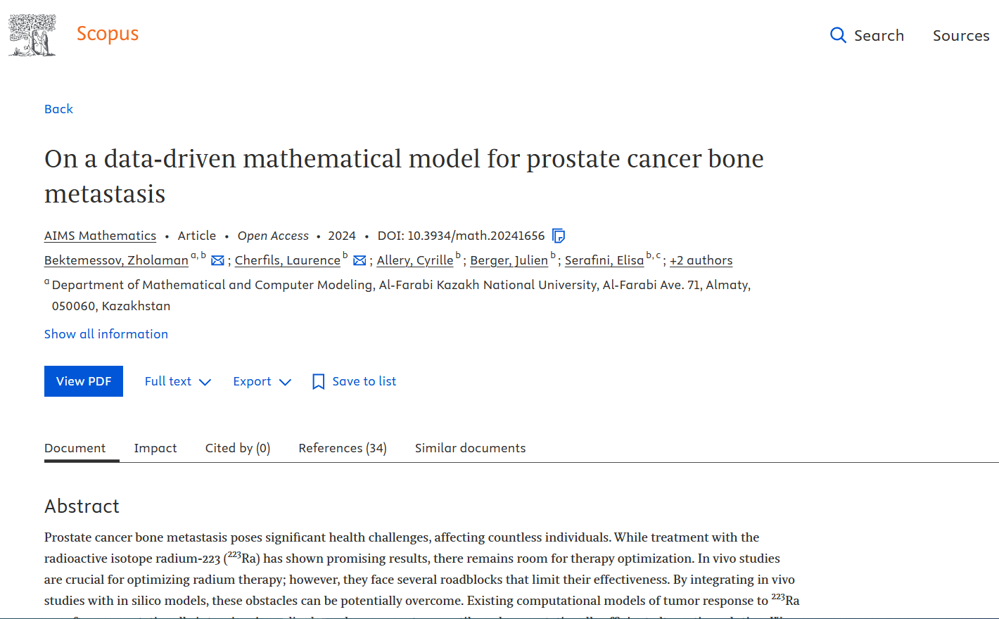 Scopus
Search Sources
Back
On a data-driven mathematical model for prostate cancer bone
metastasis
AIMS Mathematics • Article • Open Access • 2024 • DOI: 10.3934/math.20241656
Bektemessov, Zholaman a, b ; Cherfils, Laurence b ; Allery, Cyrille b ; Berger, Julien b ; Serafini, Elisa b, c ; +2 authors
a Department of Mathematical and Computer Modeling, Al-Farabi Kazakh National University, Al-Farabi Ave. 71, Almaty,
050060, Kazakhstan
Show all information
View PDF Full text Export Save to list
Document Impact Cited by (0) References (34) Similar documents
Abstract
Prostate cancer bone metastasis poses significant health challenges, affecting countless individuals. While treatment with the
radioactive isotope radium-223 (²²³Ra) has shown promising results, there remains room for therapy optimization. In vivo studies
are crucial for optimizing radium therapy; however, they face several roadblocks that limit their effectiveness. By integrating in vivo
studies with in silico models, these obstacles can be potentially overcome. Existing computational models of tumor response to ²²³Ra